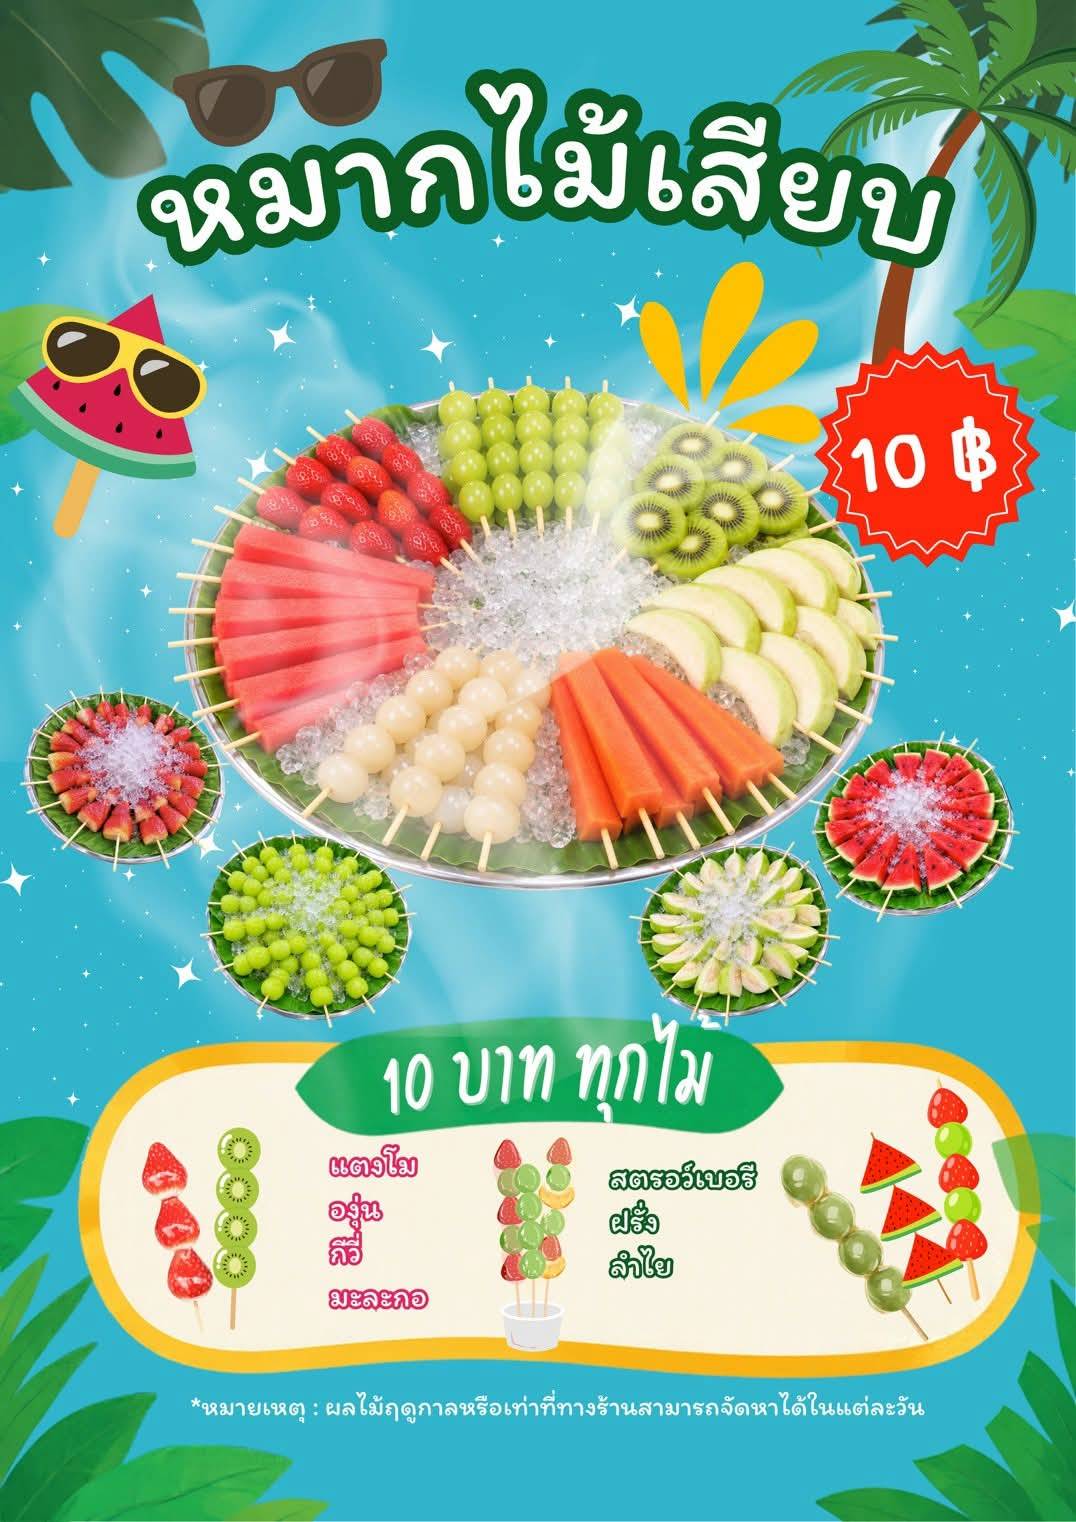 หมากไม้เสียบ
10 ฿
10 บาท ทุกไม้
แตงโม
องุ่น
กีวี่
มะละกอ
สตรอว์เบอรี
ฝรั่ง
ลำไย
*หมายเหตุ : ผลไม้ฤดูกาลหรือเท่าที่ทางร้านสามารถจัดหาได้ในแต่ละวัน